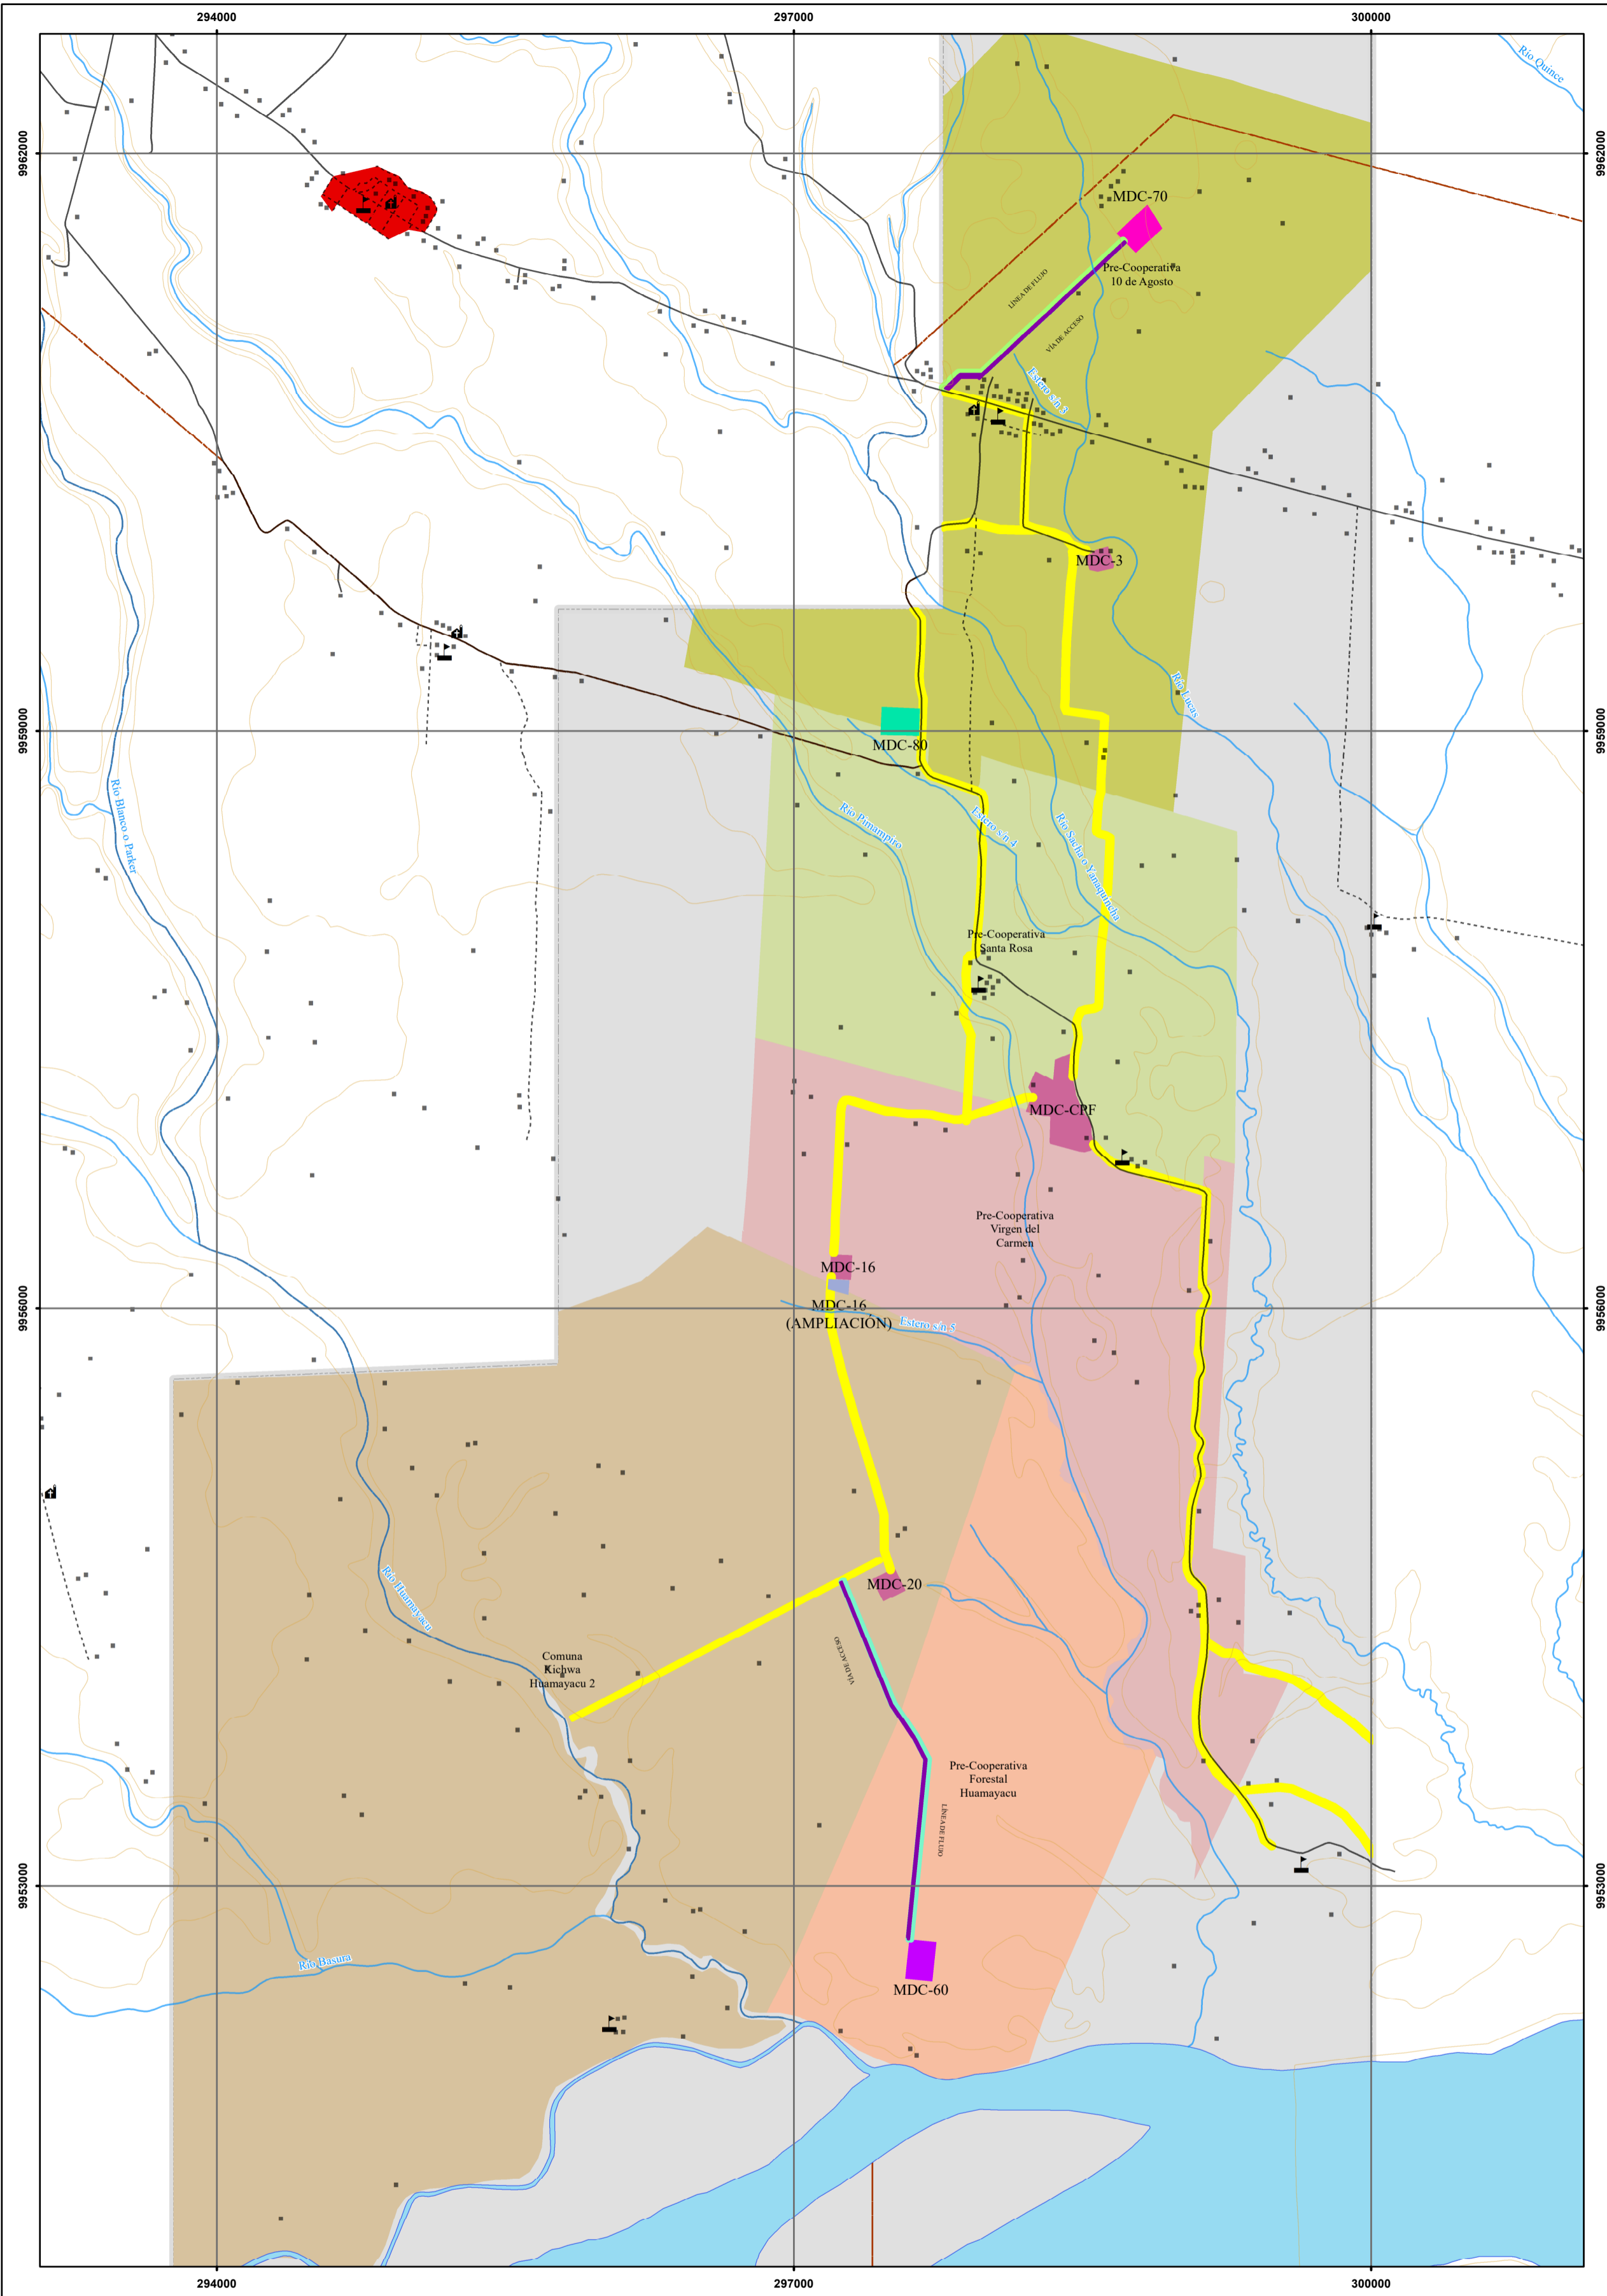 294000
297000
300000
Río Quince
9962000
9962000
MDC-70
Pre-Cooperativa
10 de Agosto
LÍNEA DE FLUJO
VÍA DE ACCESO
Estero s/n 3
MDC-3
Río Lucas
9959000
9959000
MDC-80
Río Blanco o Parker
Río Pimampiro
Estero s/n 4
Río Sacha o Yanaquincha
Pre-Cooperativa
Santa Rosa
MDC-CPF
Pre-Cooperativa
Virgen del
Carmen
MDC-16
9956000
9956000
MDC-16
(AMPLIACIÓN)
Estero s/n 5
MDC-20
Río Huamayacu
VÍA DE ACCESO
Comuna
Kichwa
Huamayacu 2
Pre-Cooperativa
Forestal
Huamayacu
LÍNEA DE FLUJO
9953000
9953000
Río Basura
MDC-60
294000
297000
300000